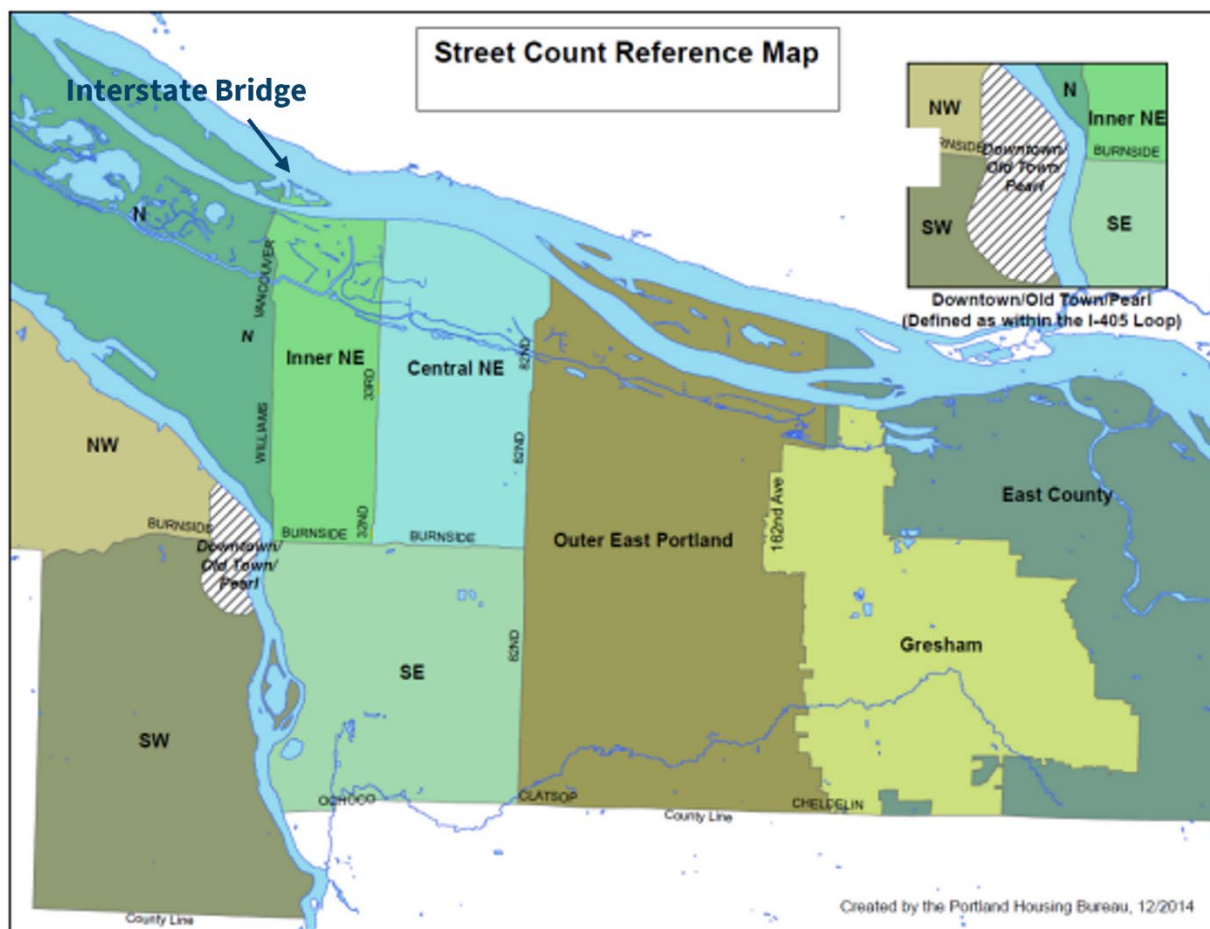 Street Count Reference Map
Interstate Bridge
N
NW
Inner NE
BURNSIDE
Downtown/
Old Town/
Pearl
SW
SE
Downtown/Old Town/Pearl
(Defined as within the I-405 Loop)
N
VANCOUVER
N
Inner NE
33RD
Central NE
82ND
WILLIAMS
82ND
NW
162nd Ave
East County
BURNSIDE
BURNSIDE
32ND
BURNSIDE
Outer East Portland
Downtown/
Old Town/
Pearl
82ND
SE
Gresham
SW
OCHOCO
CLATSOP
CHELDELIN
County Line
County Line
Created by the Portland Housing Bureau, 12/2014